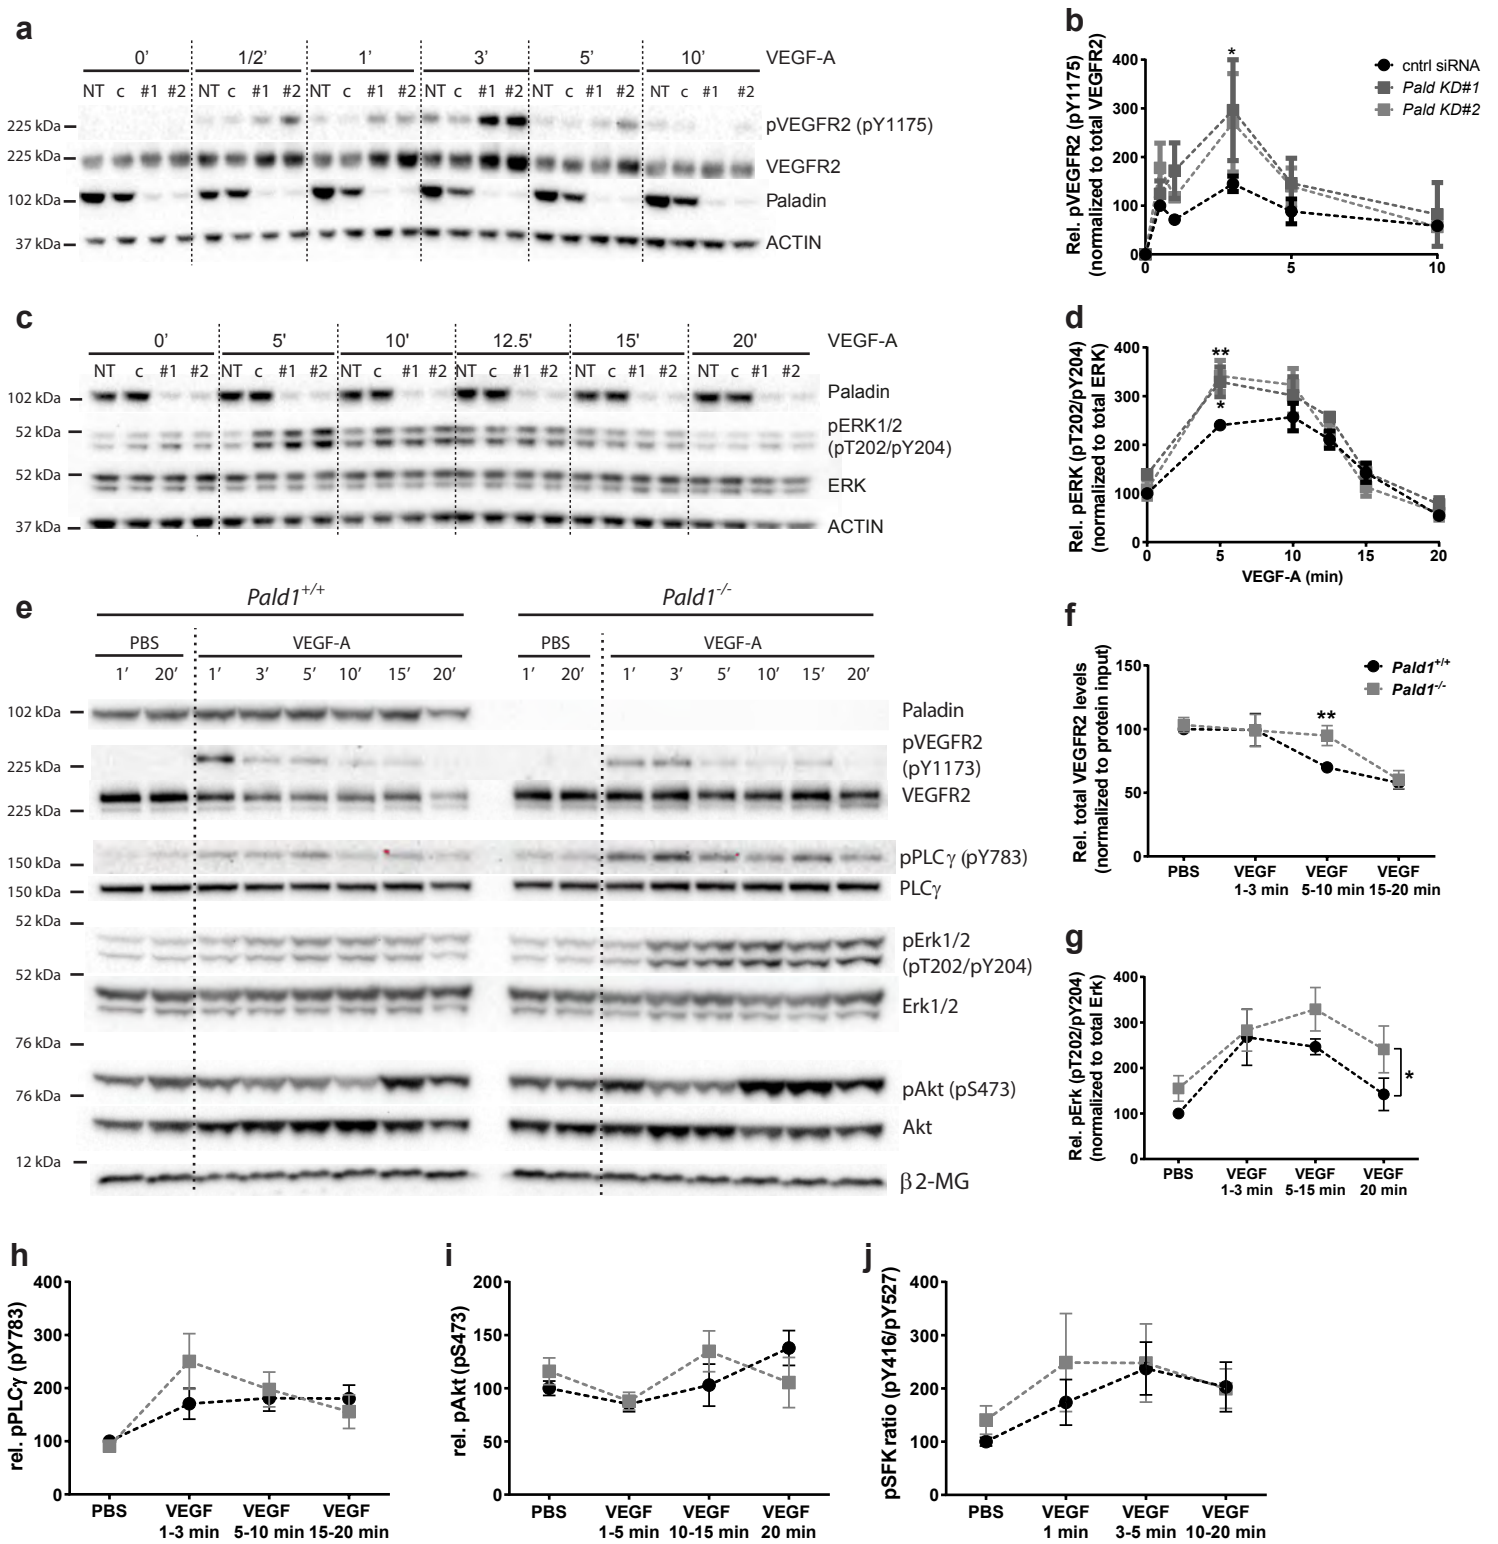 a
0’ 1/2’ 1’ 3’ 5’ 10’ VEGF-A
NT c #1 #2 NT c #1 #2 NT c #1 #2 NT c #1 #2 NT c #1 #2 NT c #1 #2
225 kDa pVEGFR2 (pY1175)
225 kDa VEGFR2
102 kDa Paladin
37 kDa ACTIN
b
Rel. pVEGFR2 (pY1175)
(normalized to total VEGFR2)
400
300
200
100
0
*
0 5 10
cntrl siRNA
Pald KD#1
Pald KD#2
c
0’ 5' 10' 12.5' 15' 20' VEGF-A
NT c #1 #2 NT c #1 #2 NT c #1 #2 NT c #1 #2 NT c #1 #2 NT c #1 #2
102 kDa Paladin
52 kDa pERK1/2
(pT202/pY204)
52 kDa ERK
37 kDa ACTIN
d
Rel. pERK (pT202/pY204)
(normalized to total ERK)
400
300
200
100
0
**
*
0 5 10 15 20
VEGF-A (min)
e
Pald1+/+ Pald1-/-
PBS VEGF-A PBS VEGF-A
1’ 20’ 1’ 3’ 5’ 10’ 15’ 20’ 1’ 20’ 1’ 3’ 5’ 10’ 15’ 20’
102 kDa Paladin
pVEGFR2
225 kDa (pY1173)
VEGFR2
225 kDa
150 kDa pPLCγ (pY783)
150 kDa PLCγ
52 kDa
pErk1/2
(pT202/pY204)
52 kDa
Erk1/2
76 kDa
pAkt (pS473)
76 kDa
Akt
12 kDa
β2-MG
f
Rel. total VEGFR2 levels
(normalized to protein input)
150
100
50
0
**
Pald1+/+
Pald1-/-
PBS VEGF VEGF VEGF
1-3 min 5-10 min 15-20 min
g
Rel. pErk (pT202/pY204)
(normalized to total Erk)
400
300
200
100
0
*
PBS VEGF VEGF VEGF
1-3 min 5-15 min 20 min
h
rel. pPLCγ (pY783)
400
300
200
100
0
PBS VEGF VEGF VEGF
1-3 min 5-10 min 15-20 min
i
rel. pAkt (pS473)
200
150
100
50
0
PBS VEGF VEGF VEGF
1-5 min 10-15 min 20 min
j
pSFK ratio (pY416/pY527)
400
300
200
100
0
PBS VEGF VEGF VEGF
1 min 3-5 min 10-20 min